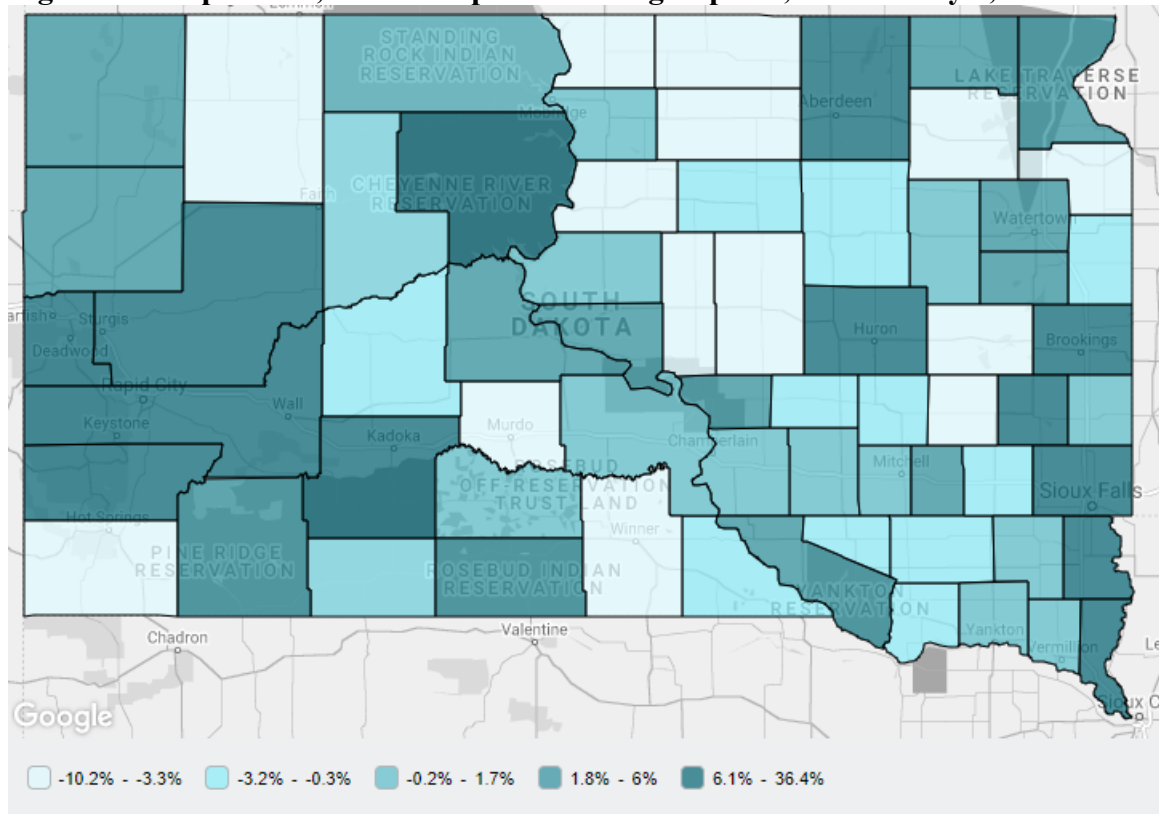 STANDING
ROCK INDIAN
RESERVATION
LAKE TRAVERSE
RESERVATION
Aberdeen
Mobridge
CHEYENNE RIVER
RESERVATION
Faith
Watertown
SOUTH
DAKOTA
Sturgis
Deadwood
Huron
Brookings
Rapid City
Wall
Keystone
Murdo
Kadoka
Chamberlain
Mitchell
ROSEBUD
OFF-RESERVATION
TRUST LAND
Sioux Falls
Hot Springs
Winner
PINE RIDGE
RESERVATION
ROSEBUD INDIAN
RESERVATION
YANKTON
RESERVATION
Chadron
Valentine
Yankton
Vermillion
Le
Sioux C
Google
-10.2% - -3.3% -3.2% - -0.3% -0.2% - 1.7% 1.8% - 6% 6.1% - 36.4%